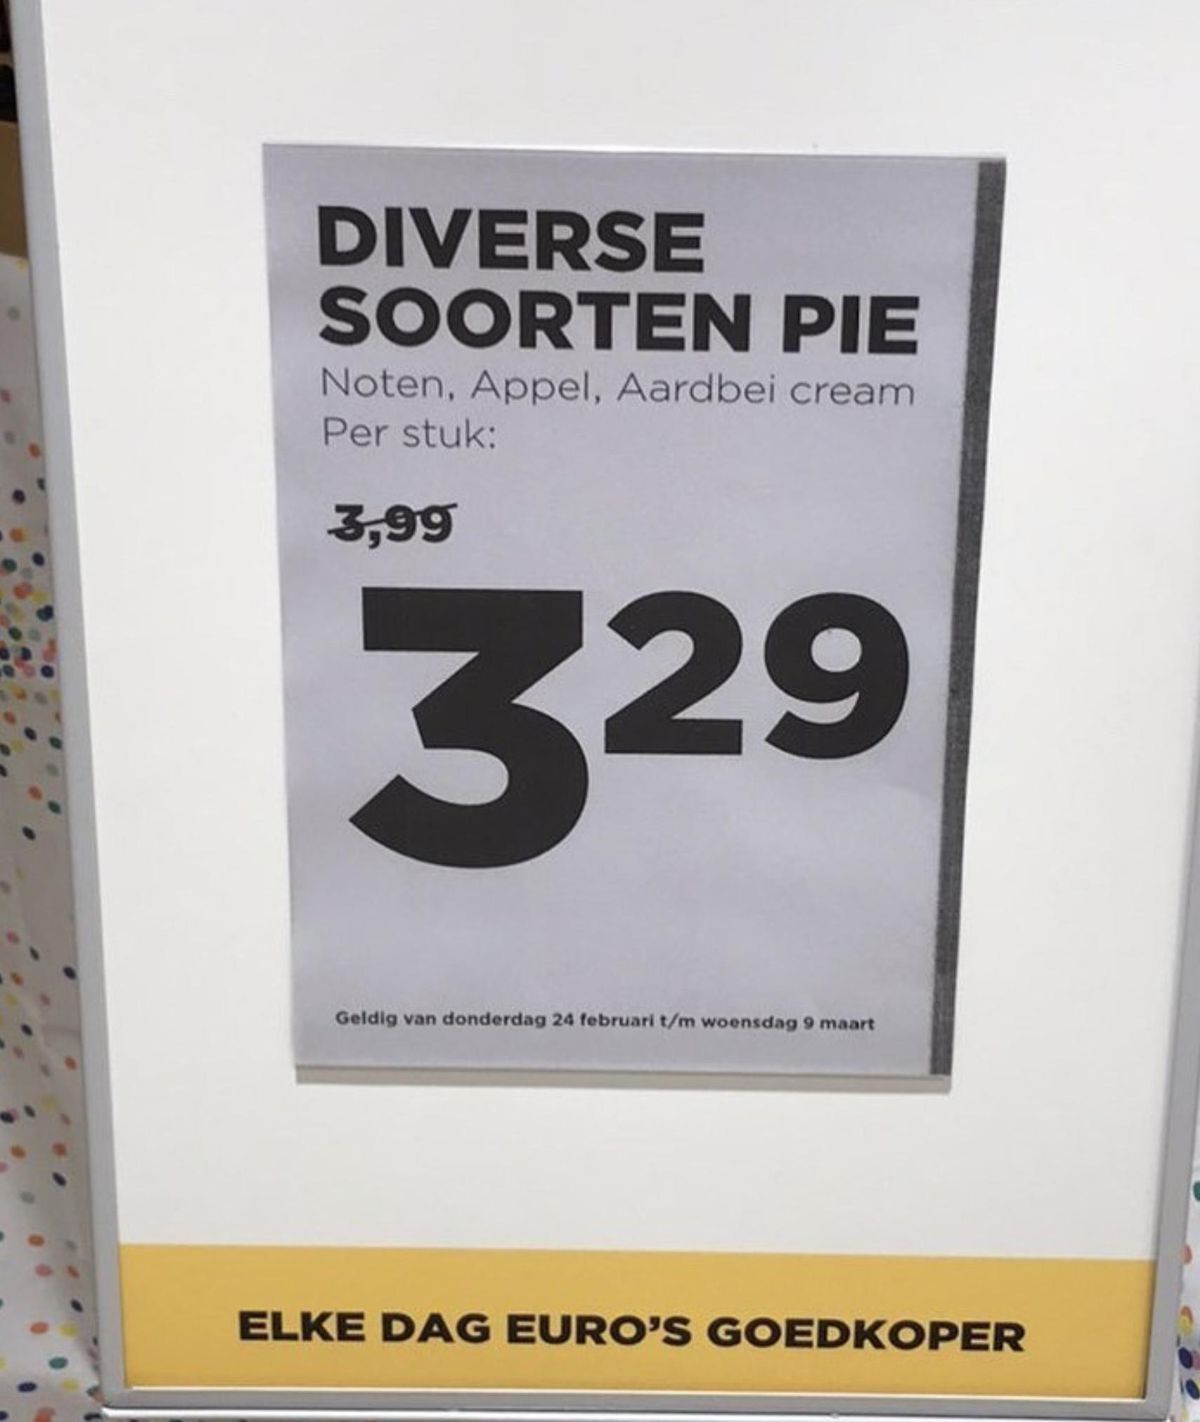 DIVERSE
SOORTEN PIE
Noten, Appel, Aardbei cream
Per stuk:
3,99
329
Geldig van donderdag 24 februari t/m woensdag 9 maart
ELKE DAG EURO'S GOEDKOPER